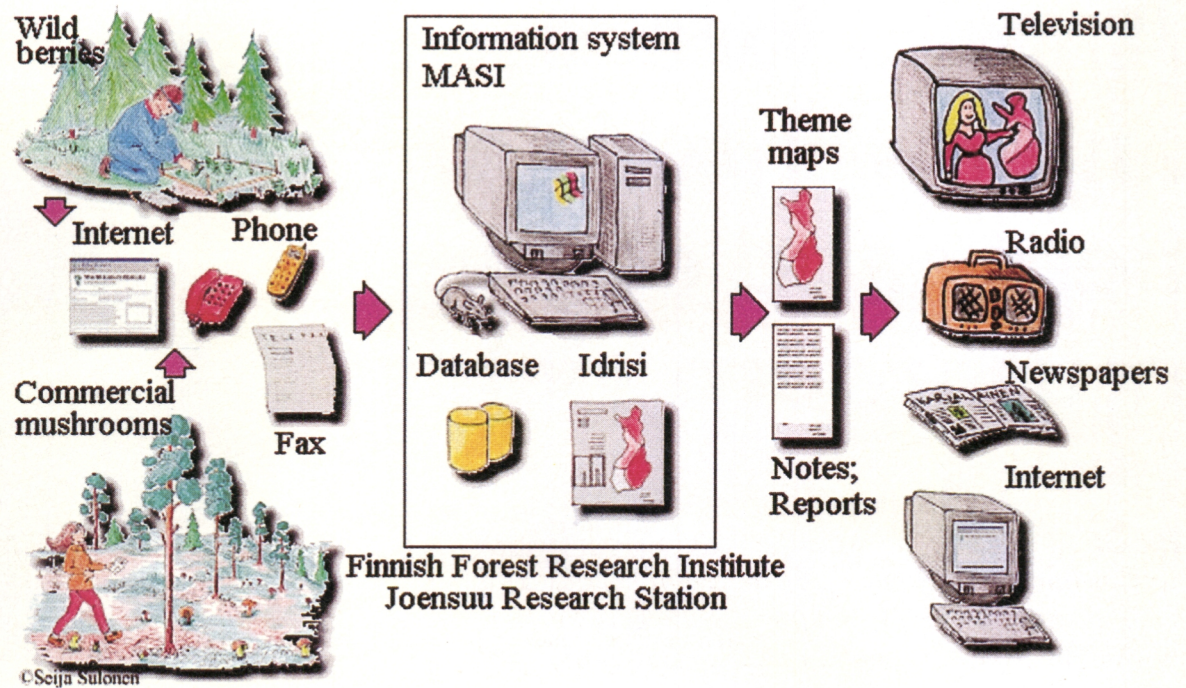 Wild
berries
Internet
Phone
Commercial
mushrooms
Fax
©Seija Sulonen
Information system
MASI
Database
Idrisi
Finnish Forest Research Institute
Joensuu Research Station
Theme
maps
Notes;
Reports
Television
Radio
Newspapers
KARJALAINEN
Internet